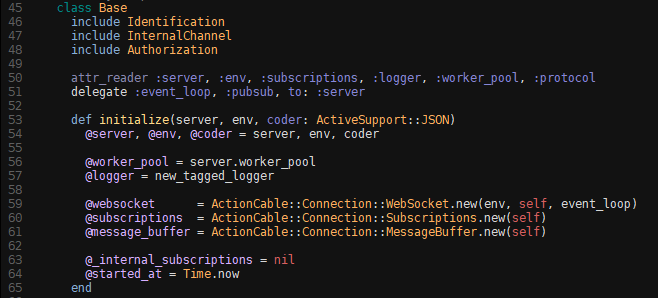 45 class Base
46 include Identification
47 include InternalChannel
48 include Authorization
49
50 attr_reader :server, :env, :subscriptions, :logger, :worker_pool, :protocol
51 delegate :event_loop, :pubsub, to: :server
52
53 def initialize(server, env, coder: ActiveSupport::JSON)
54 @server, @env, @coder = server, env, coder
55
56 @worker_pool = server.worker_pool
57 @logger = new_tagged_logger
58
59 @websocket      = ActionCable::Connection::WebSocket.new(env, self, event_loop)
60 @subscriptions  = ActionCable::Connection::Subscriptions.new(self)
61 @message_buffer = ActionCable::Connection::MessageBuffer.new(self)
62
63 @_internal_subscriptions = nil
64 @started_at = Time.now
65 end